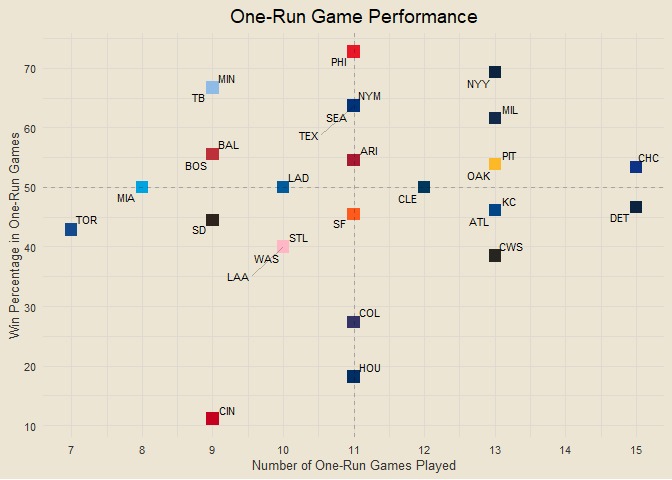 One-Run Game Performance
Win Percentage in One-Run Games
70
60
50
40
30
20
10
PHI
NYY
MIN
TB
NYM
SEA
TEX
MIL
BAL
BOS
ARI
PIT
OAK
CHC
MIA
LAD
CLE
KC
ATL
DET
TOR
SD
SF
STL
WAS
LAA
CWS
COL
HOU
CIN
7 8 9 10 11 12 13 14 15
Number of One-Run Games Played